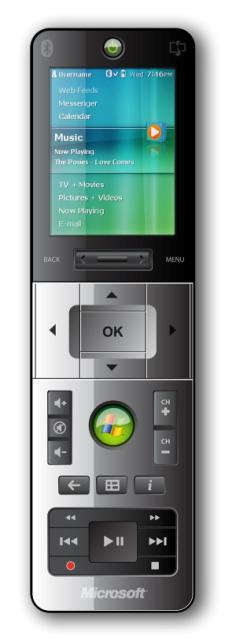 Username Wed 7:46PM
Web Feeds
Messenger
Calendar
Music
Now Playing
The Posies - Love Comes
TV + Movies
Pictures + Videos
Now Playing
E-mail
BACK MENU
OK
CH
+
CH
-
i
Microsoft